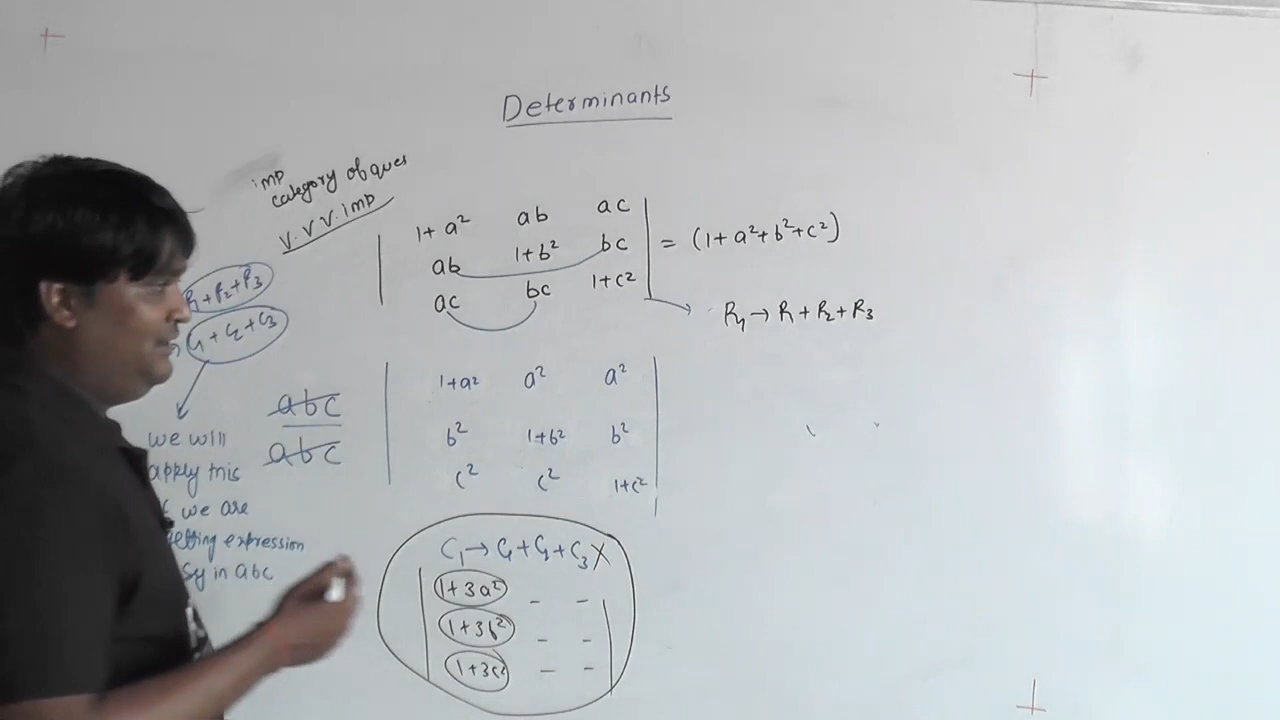 Determinants
imp
category of ques
V.V.V.imp
1+a² ab ac
ab 1+b² bc = (1+a²+b²+c²)
ac bc 1+c²
R₁→R₁+R₂+R₃
R₁+R₂+R₃
C₁+C₂+C₃
we will
apply this
we are
getting expression
in abc
abc
abc
1+a² a² a²
b² 1+b² b²
c² c² 1+c²
C₁→C₁+C₂+C₃ X
1+3a² – –
1+3b² – –
1+3c² – –